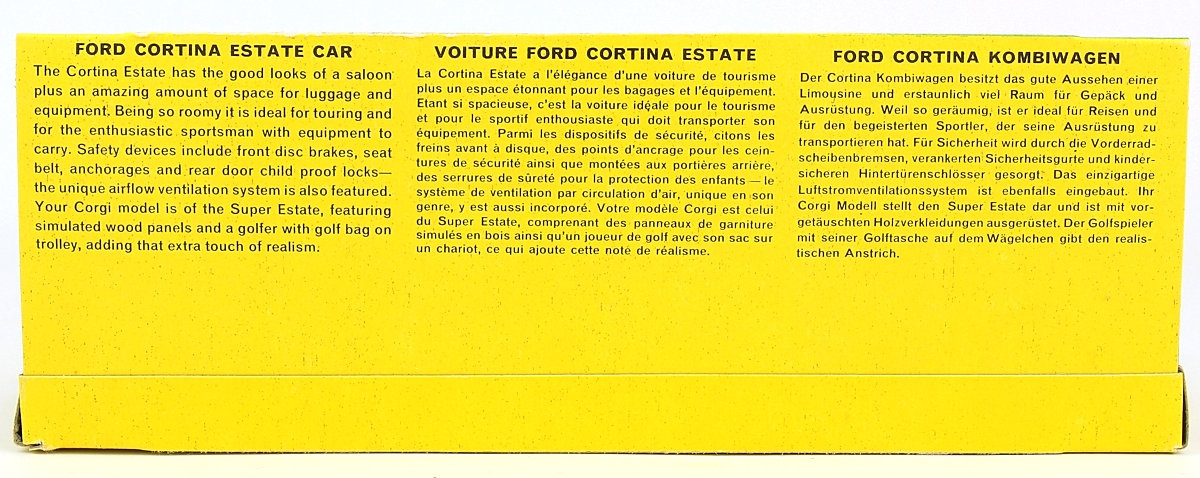 FORD CORTINA ESTATE CAR
The Cortina Estate has the good looks of a saloon
plus an amazing amount of space for luggage and
equipment. Being so roomy it is ideal for touring and
for the enthusiastic sportsman with equipment to
carry. Safety devices include front disc brakes, seat
belt, anchorages and rear door child proof locks—
the unique airflow ventilation system is also featured.
Your Corgi model is of the Super Estate, featuring
simulated wood panels and a golfer with golf bag on
trolley, adding that extra touch of realism.
VOITURE FORD CORTINA ESTATE
La Cortina Estate a l'élégance d'une voiture de tourisme
plus un espace étonnant pour les bagages et l'équipement.
Etant si spacieuse, c'est la voiture idéale pour le tourisme
et pour le sportif enthousiaste qui doit transporter son
équipement. Parmi les dispositifs de sécurité, citons les
freins avant à disque, des points d'ancrage pour les cein-
tures de sécurité ainsi que montées aux portières arrière,
des serrures de sûreté pour la protection des enfants — le
système de ventilation par circulation d'air, unique en son
genre, y est aussi incorporé. Votre modèle Corgi est celui
du Super Estate, comprenant des panneaux de garniture
simulés en bois ainsi qu'un joueur de golf avec son sac sur
un chariot, ce qui ajoute cette note de réalisme.
FORD CORTINA KOMBIWAGEN
Der Cortina Kombiwagen besitzt das gute Aussehen einer
Limousine und erstaunlich viel Raum für Gepäck und
Ausrüstung. Weil so geräumig, ist er ideal für Reisen und
für den begeisterten Sportler, der seine Ausrüstung zu
transportieren hat. Für Sicherheit wird durch die Vorderrad-
scheibenbremsen, verankerten Sicherheitsgurte und kinder-
sicheren Hintertürenschlösser gesorgt. Das einzigartige
Luftstromventilationssystem ist ebenfalls eingebaut. Ihr
Corgi Modell stellt den Super Estate dar und ist mit vor-
getäuschten Holzverkleidungen ausgerüstet. Der Golfspieler
mit seiner Golftasche auf dem Wägelchen gibt den realis-
tischen Anstrich.